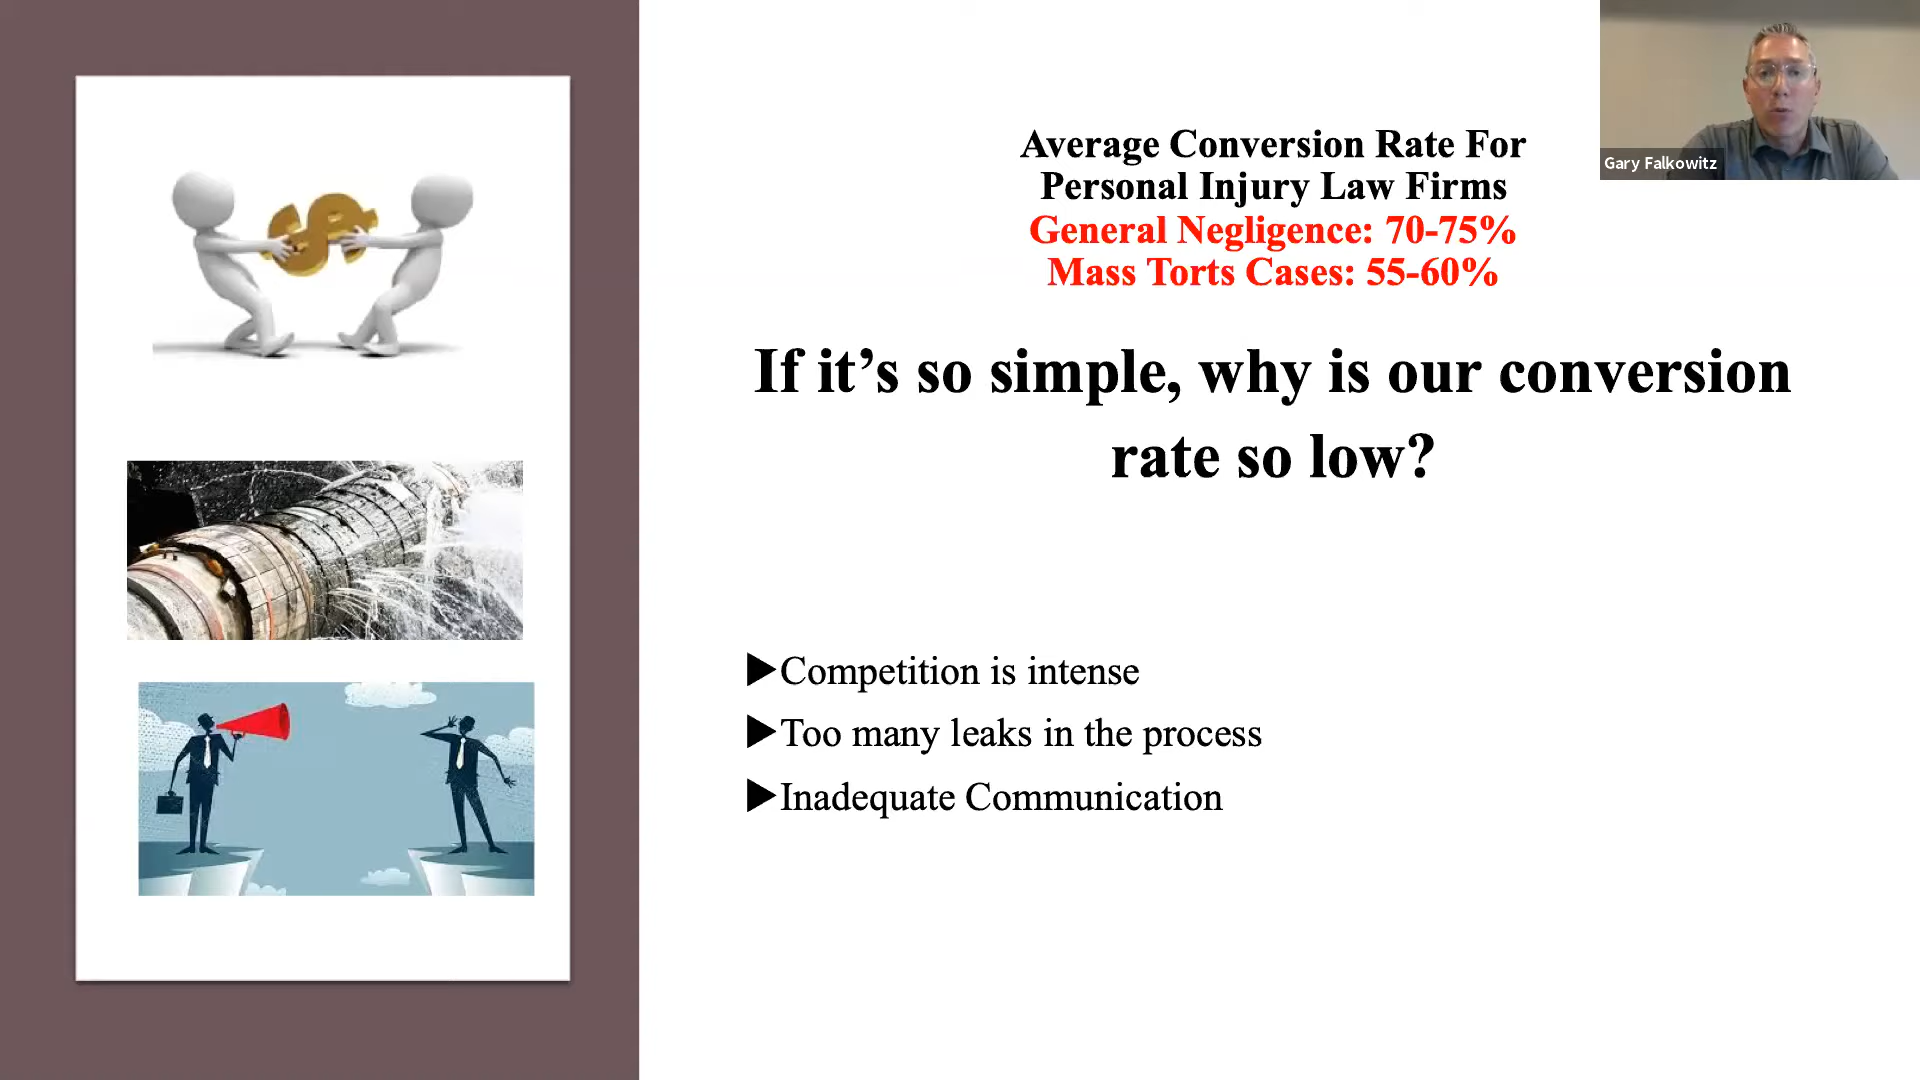 Average Conversion Rate For
Personal Injury Law Firms
General Negligence: 70-75%
Mass Torts Cases: 55-60%
Gary Falkowitz
If it’s so simple, why is our conversion
rate so low?
Competition is intense
Too many leaks in the process
Inadequate Communication